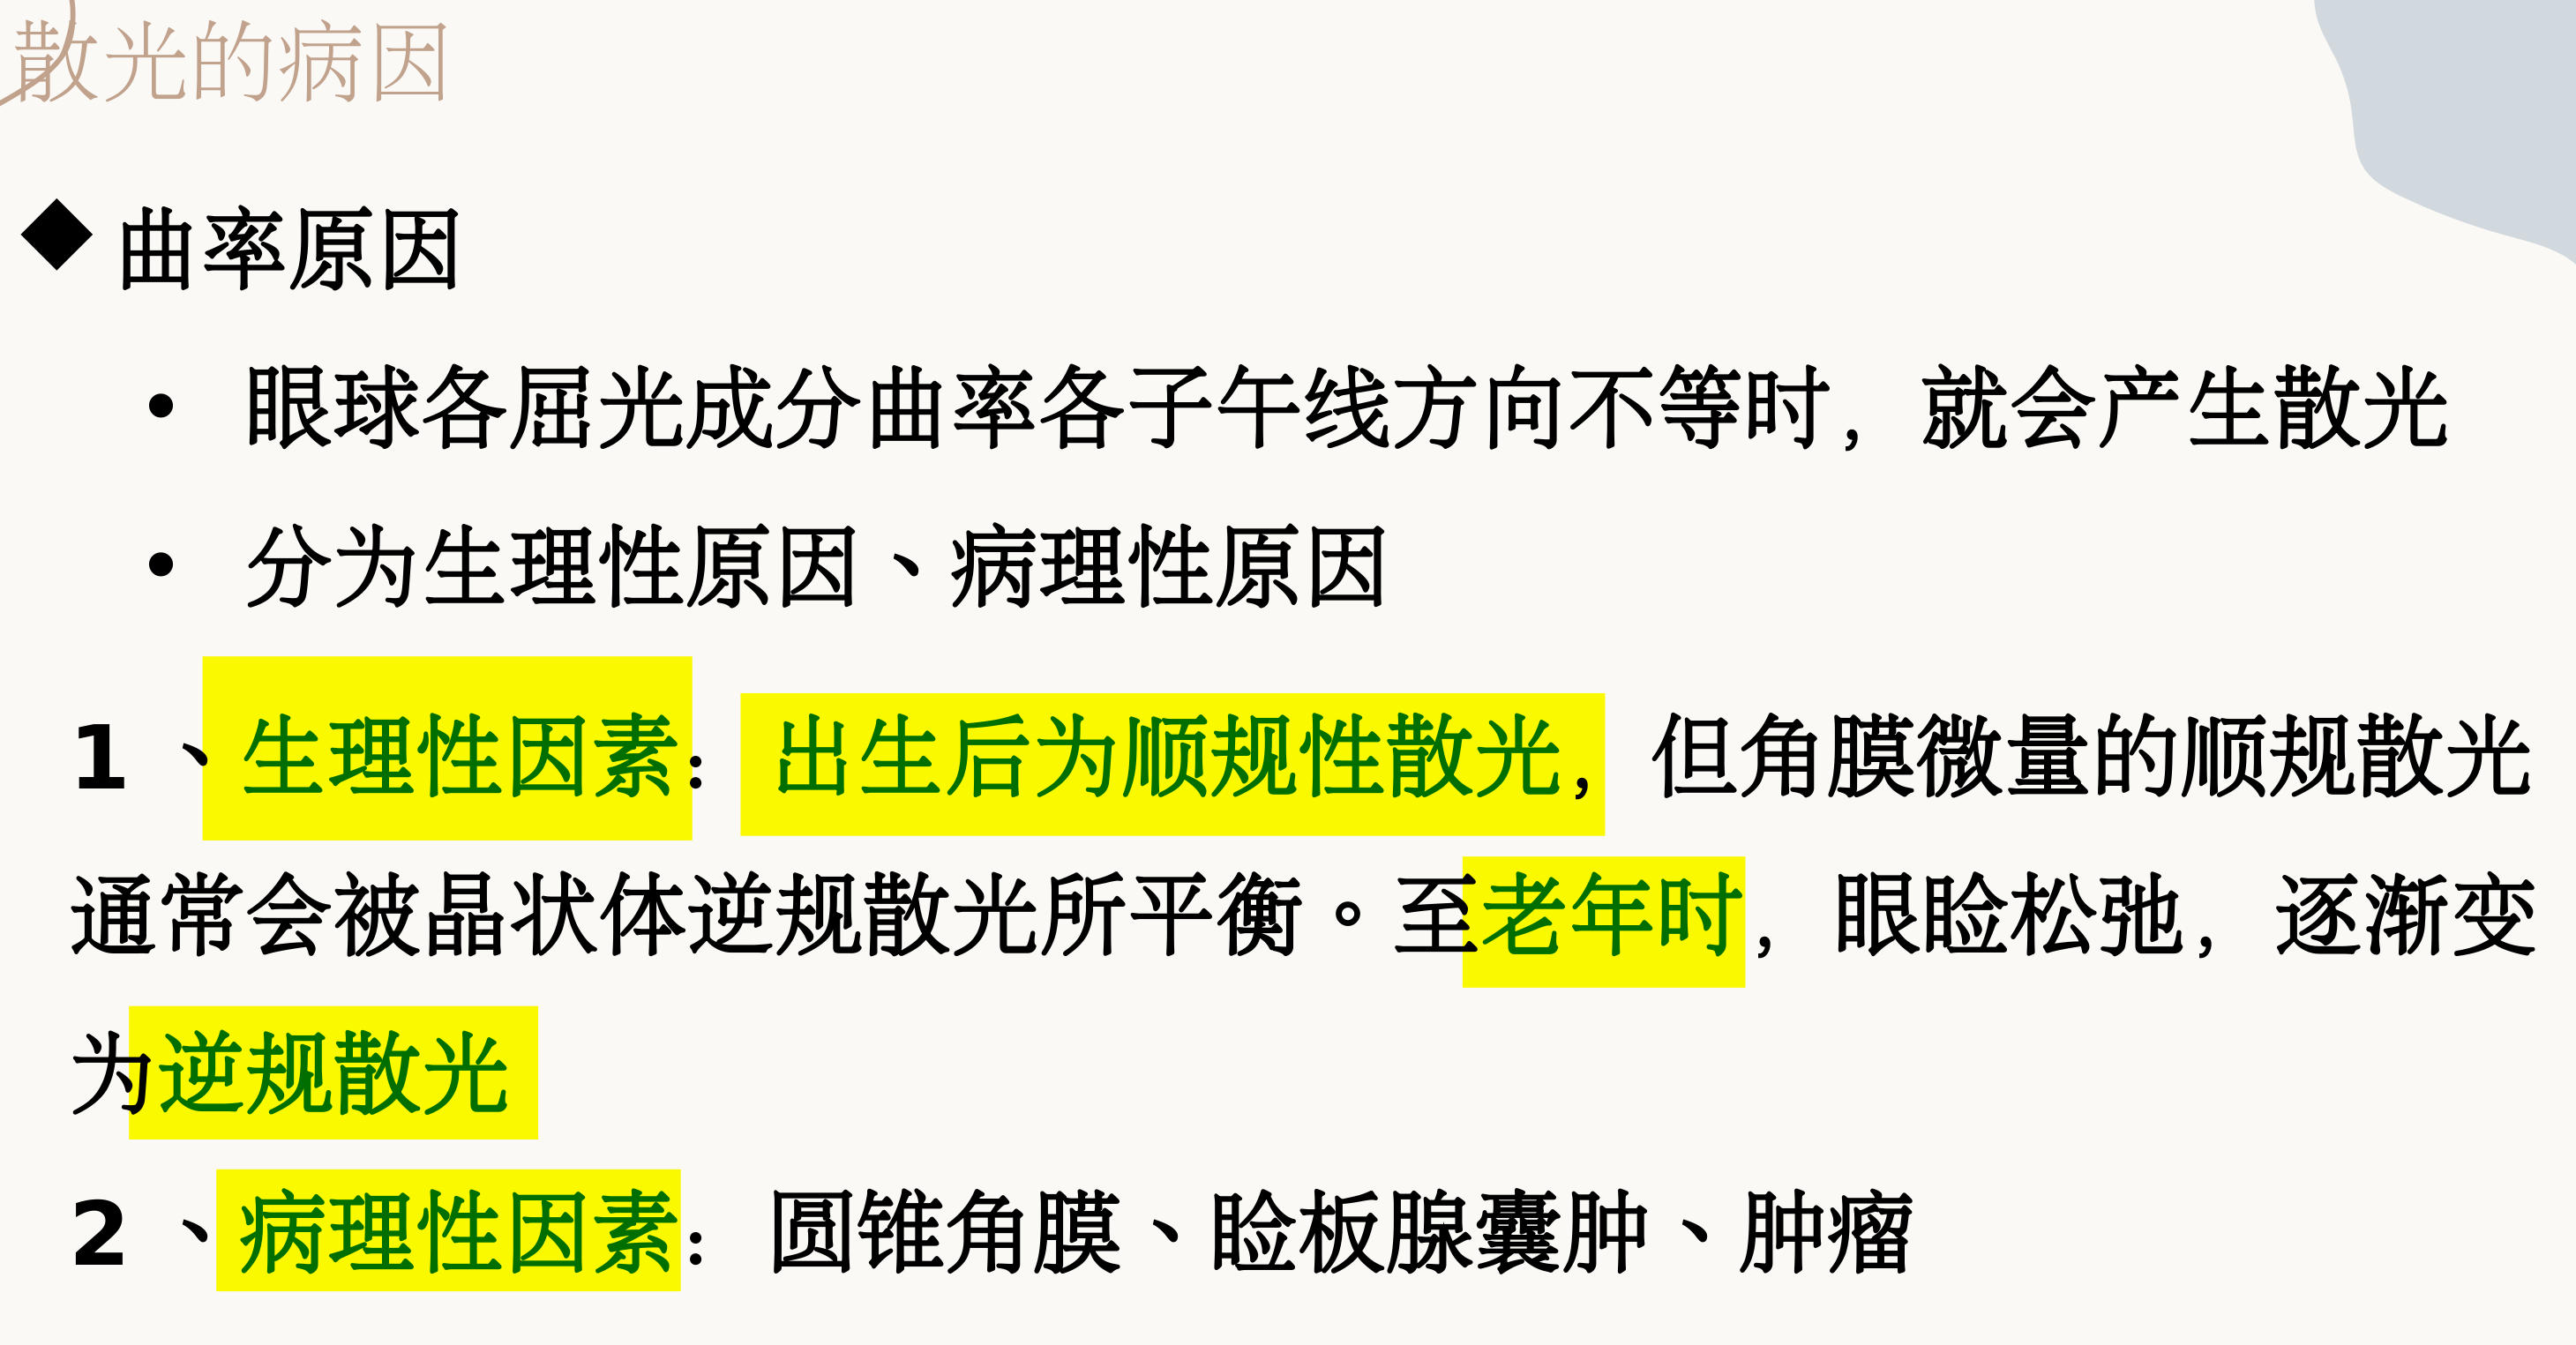 散光的病因
◆曲率原因
• 眼球各屈光成分曲率各子午线方向不等时，就会产生散光
• 分为生理性原因、病理性原因
1、生理性因素：出生后为顺规性散光，但角膜微量的顺规散光
通常会被晶状体逆规散光所平衡。至老年时，眼睑松弛，逐渐变
为逆规散光
2、病理性因素：圆锥角膜、睑板腺囊肿、肿瘤